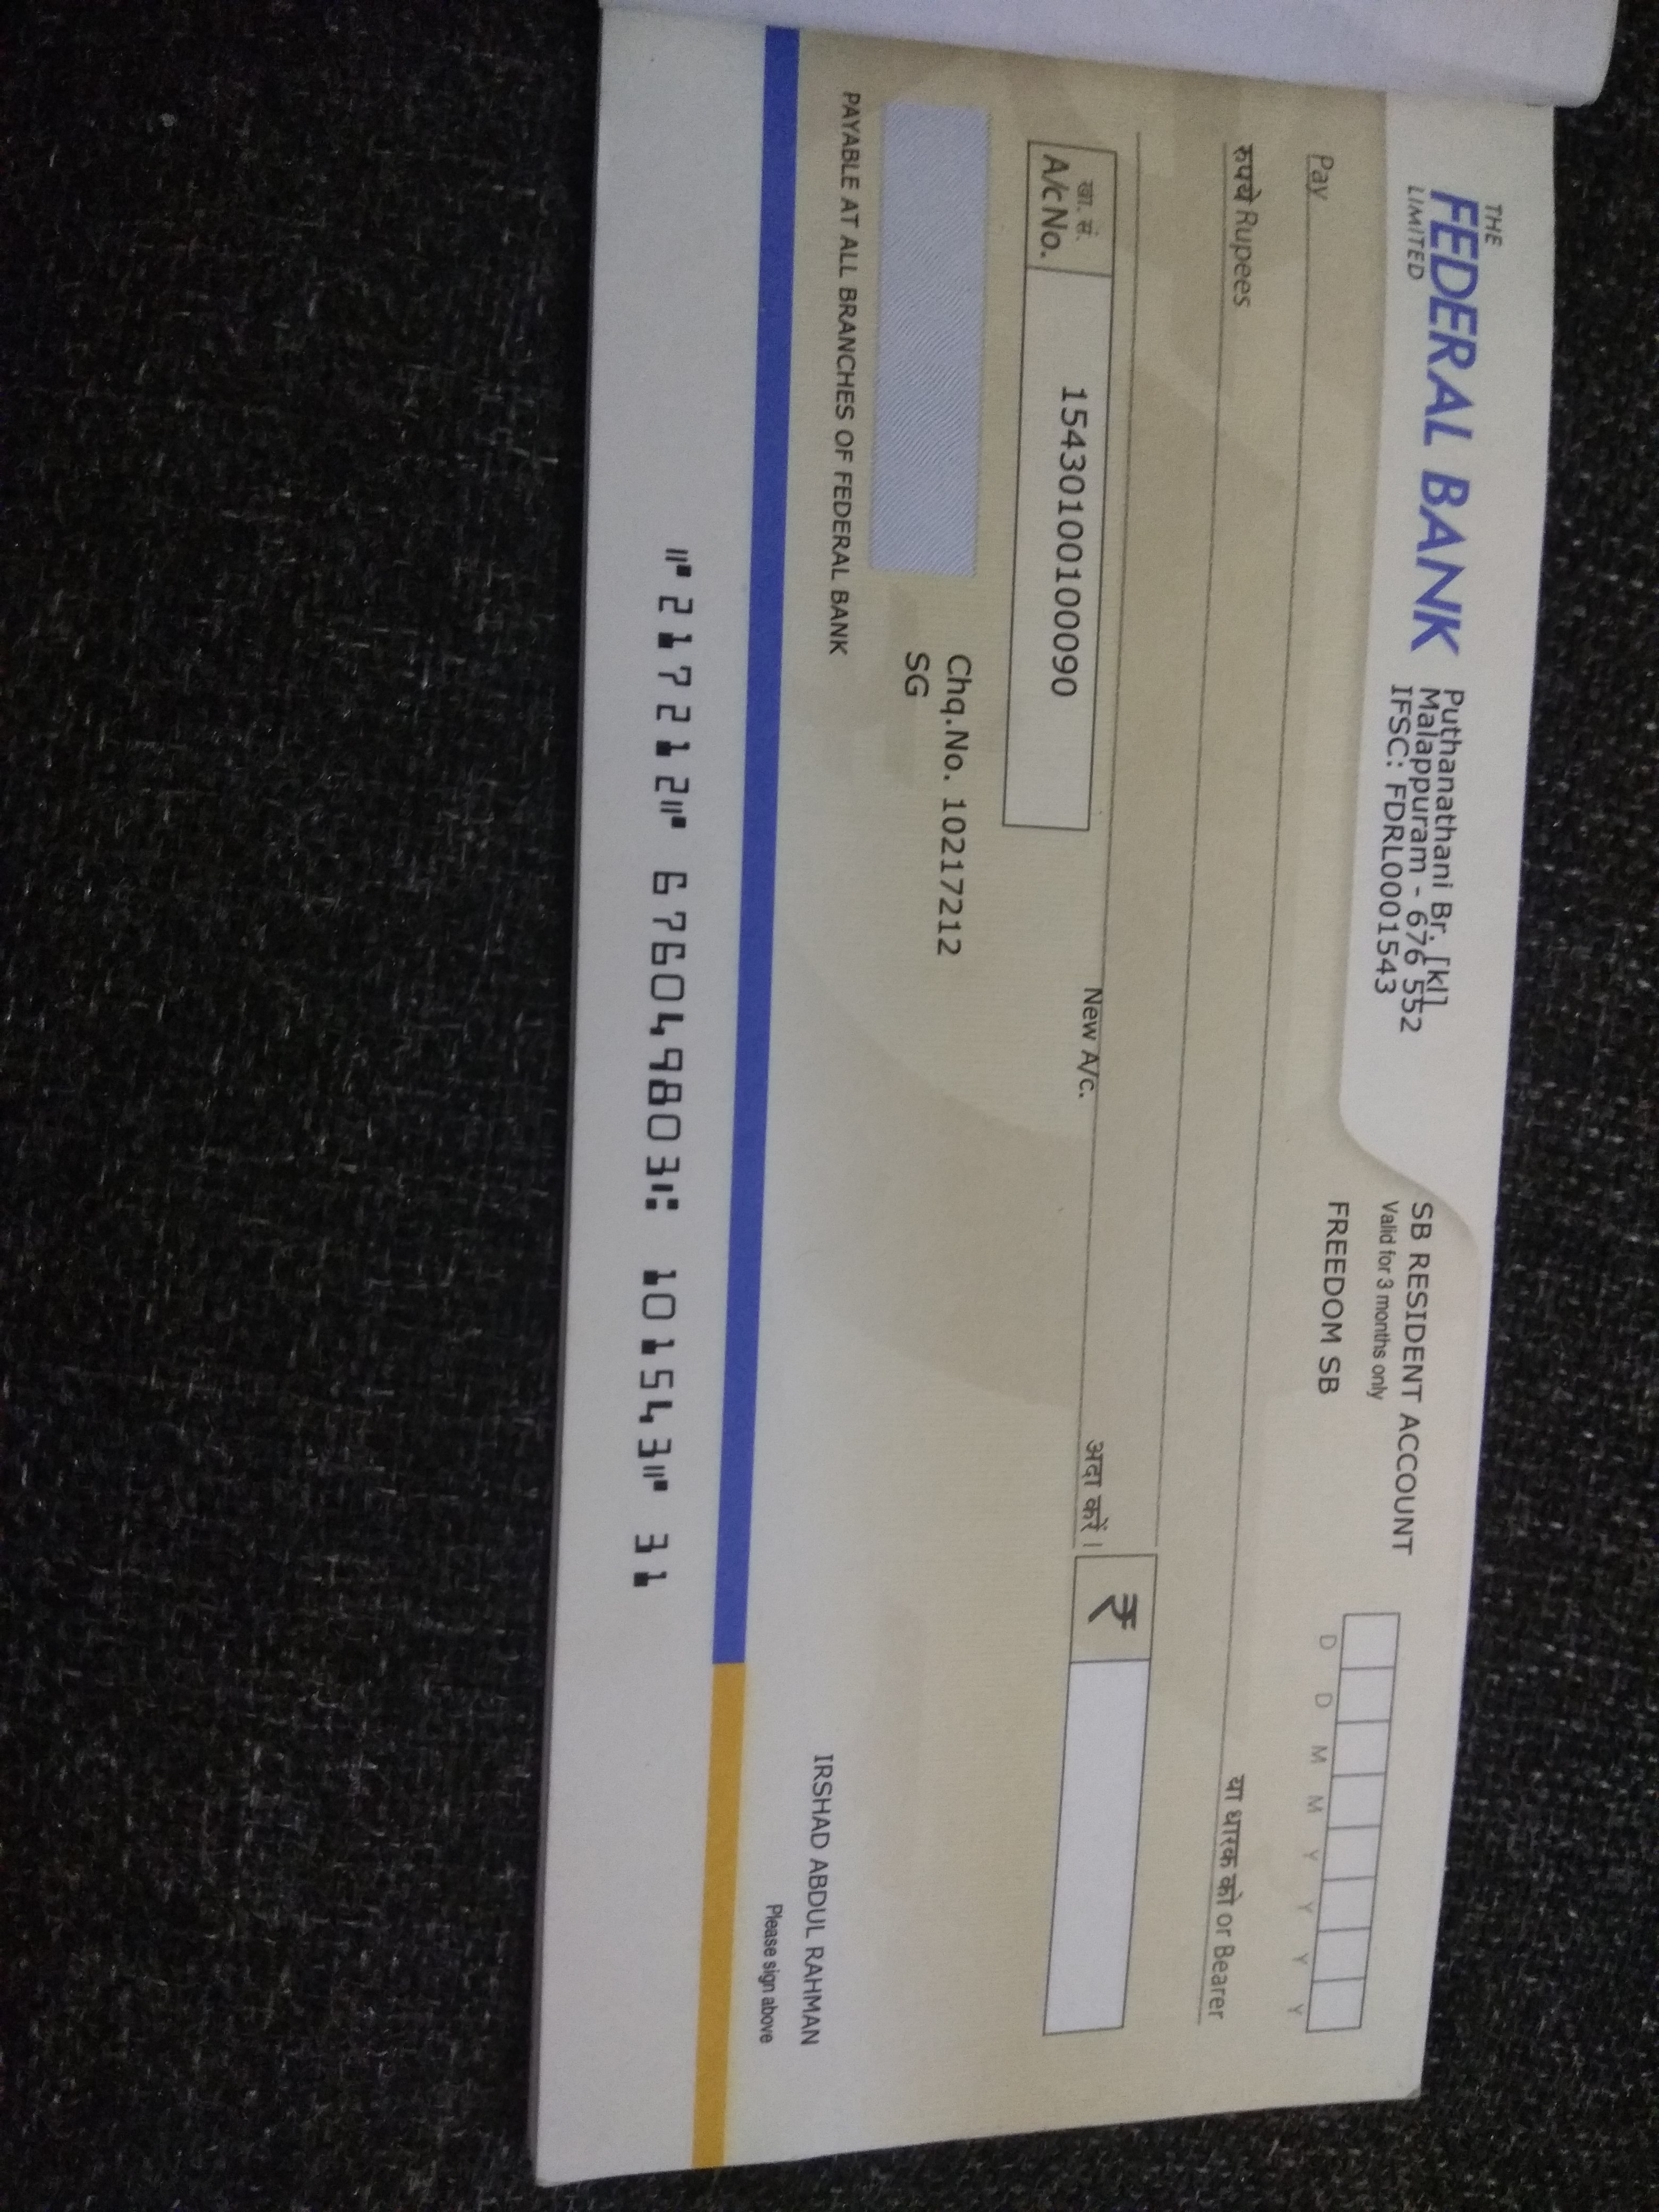 THE
FEDERAL BANK
LIMITED
Puthanathani Br. [kl]
Malappuram - 676 552
IFSC: FDRL0001543
SB RESIDENT ACCOUNT
Valid for 3 months only
FREEDOM SB
D D M M Y Y Y Y
Pay
या धारक को or Bearer
रुपये Rupees
अदा करें।
₹
खा. सं.
A/c No.
15430100100090
New A/c.
Chq.No. 10217212
SG
IRSHAD ABDUL RAHMAN
Please sign above
PAYABLE AT ALL BRANCHES OF FEDERAL BANK
⑈217212⑈ 676049803⑆ 101543⑈ 31